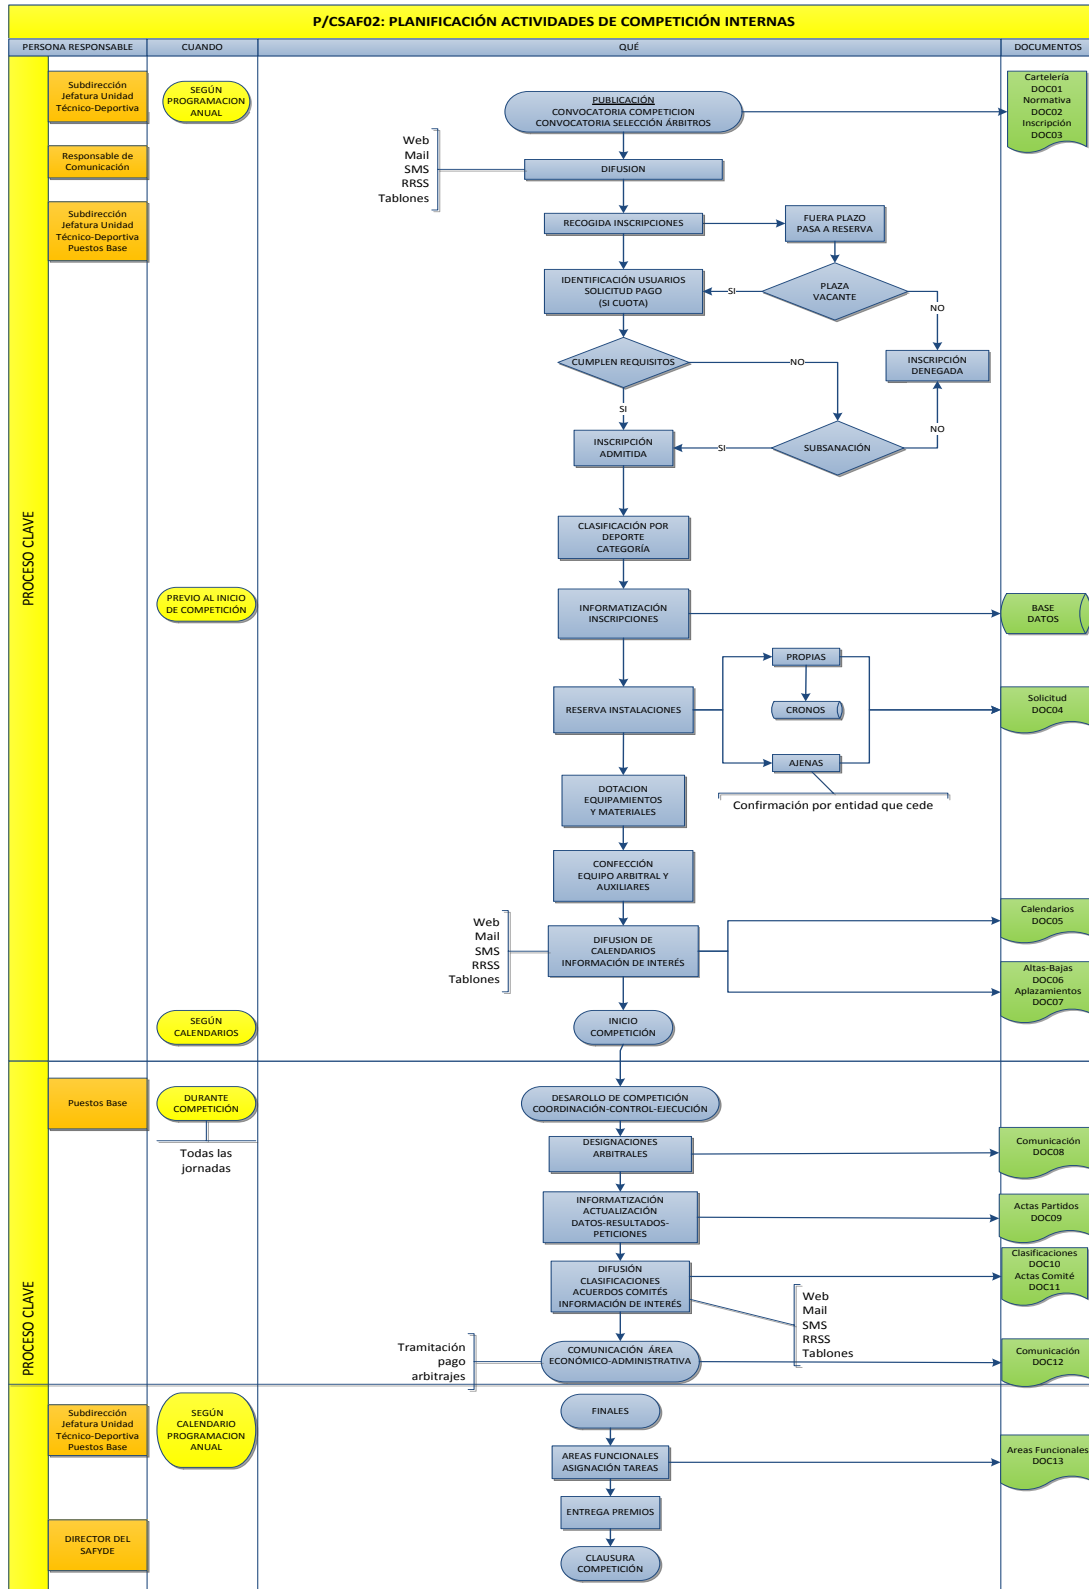 P/CSAF02: PLANIFICACIÓN ACTIVIDADES DE COMPETICIÓN INTERNAS
PERSONA RESPONSABLE
CUANDO
QUÉ
DOCUMENTOS
PROCESO CLAVE
Subdirección
Jefatura Unidad
Técnico-Deportiva
SEGÚN
PROGRAMACION
ANUAL
PUBLICACIÓN
CONVOCATORIA COMPETICION
CONVOCATORIA SELECCIÓN ÁRBITROS
Cartelería
DOC01
Normativa
DOC02
Inscripción
DOC03
Responsable de
Comunicación
Web
Mail
SMS
RRSS
Tablones
DIFUSION
Subdirección
Jefatura Unidad
Técnico-Deportiva
Puestos Base
RECOGIDA INSCRIPCIONES
FUERA PLAZO
PASA A RESERVA
IDENTIFICACIÓN USUARIOS
SOLICITUD PAGO
(SI CUOTA)
SI
PLAZA
VACANTE
NO
CUMPLEN REQUISITOS
NO
INSCRIPCIÓN
DENEGADA
SI
NO
INSCRIPCIÓN
ADMITIDA
SI
SUBSANACIÓN
CLASIFICACIÓN POR
DEPORTE
CATEGORÍA
PREVIO AL INICIO
DE COMPETICIÓN
INFORMATIZACIÓN
INSCRIPCIONES
BASE
DATOS
RESERVA INSTALACIONES
PROPIAS
CRONOS
AJENAS
Confirmación por entidad que cede
Solicitud
DOC04
DOTACION
EQUIPAMIENTOS
Y MATERIALES
CONFECCIÓN
EQUIPO ARBITRAL Y
AUXILIARES
Web
Mail
SMS
RRSS
Tablones
DIFUSION DE
CALENDARIOS
INFORMACIÓN DE INTERÉS
Calendarios
DOC05
Altas-Bajas
DOC06
Aplazamientos
DOC07
SEGÚN
CALENDARIOS
INICIO
COMPETICIÓN
PROCESO CLAVE
Puestos Base
DURANTE
COMPETICIÓN
Todas las
jornadas
DESAROLLO DE COMPETICIÓN
COORDINACIÓN-CONTROL-EJECUCIÓN
DESIGNACIONES
ARBITRALES
Comunicación
DOC08
INFORMATIZACIÓN
ACTUALIZACIÓN
DATOS-RESULTADOS-
PETICIONES
Actas Partidos
DOC09
DIFUSIÓN
CLASIFICACIONES
ACUERDOS COMITÉS
INFORMACIÓN DE INTERÉS
Clasificaciones
DOC10
Actas Comité
DOC11
Web
Mail
SMS
RRSS
Tablones
Tramitación
pago
arbitrajes
COMUNICACIÓN ÁREA
ECONÓMICO-ADMINISTRATIVA
Comunicación
DOC12
Subdirección
Jefatura Unidad
Técnico-Deportiva
Puestos Base
SEGÚN
CALENDARIO
PROGRAMACION
ANUAL
FINALES
AREAS FUNCIONALES
ASIGNACIÓN TAREAS
Areas Funcionales
DOC13
ENTREGA PREMIOS
DIRECTOR DEL
SAFYDE
CLAUSURA
COMPETICIÓN